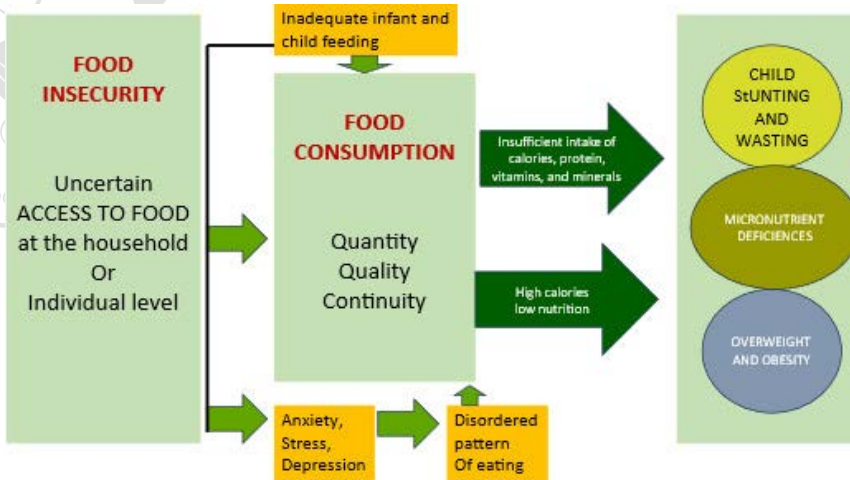 FOOD
INSECURITY
Uncertain
ACCESS TO FOOD
at the household
Or
Individual level
Inadequate infant and
child feeding
FOOD
CONSUMPTION
Quantity
Quality
Continuity
Anxiety,
Stress,
Depression
Disordered
pattern
Of eating
Insufficient intake of
calories, protein,
vitamins, and minerals
High calories
low nutrition
CHILD
StUNTING
AND
WASTING
MICRONUTRIENT
DEFICIENCES
OVERWEIGHT
AND OBESITY